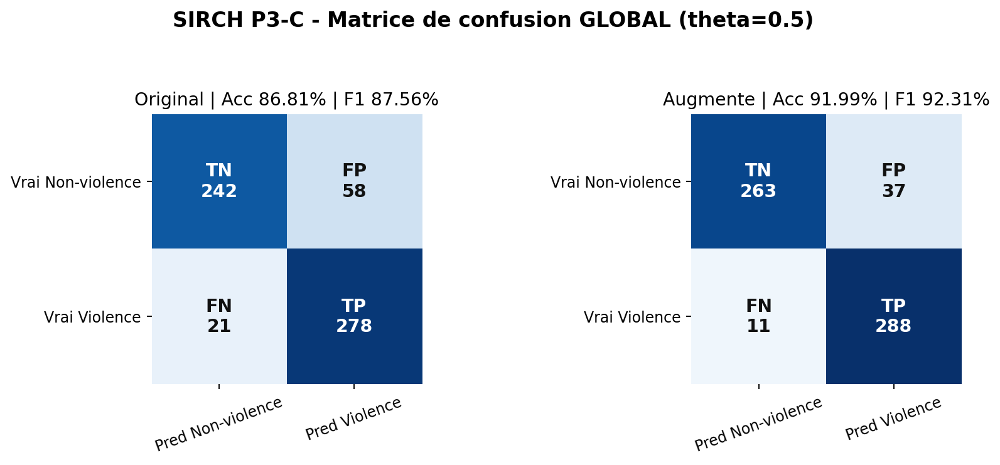 SIRCH P3-C - Matrice de confusion GLOBAL (theta=0.5)
Original | Acc 86.81% | F1 87.56%
Vrai Non-violence
TN
242
FP
58
Vrai Violence
FN
21
TP
278
Pred Non-violence
Pred Violence
Augmente | Acc 91.99% | F1 92.31%
Vrai Non-violence
TN
263
FP
37
Vrai Violence
FN
11
TP
288
Pred Non-violence
Pred Violence